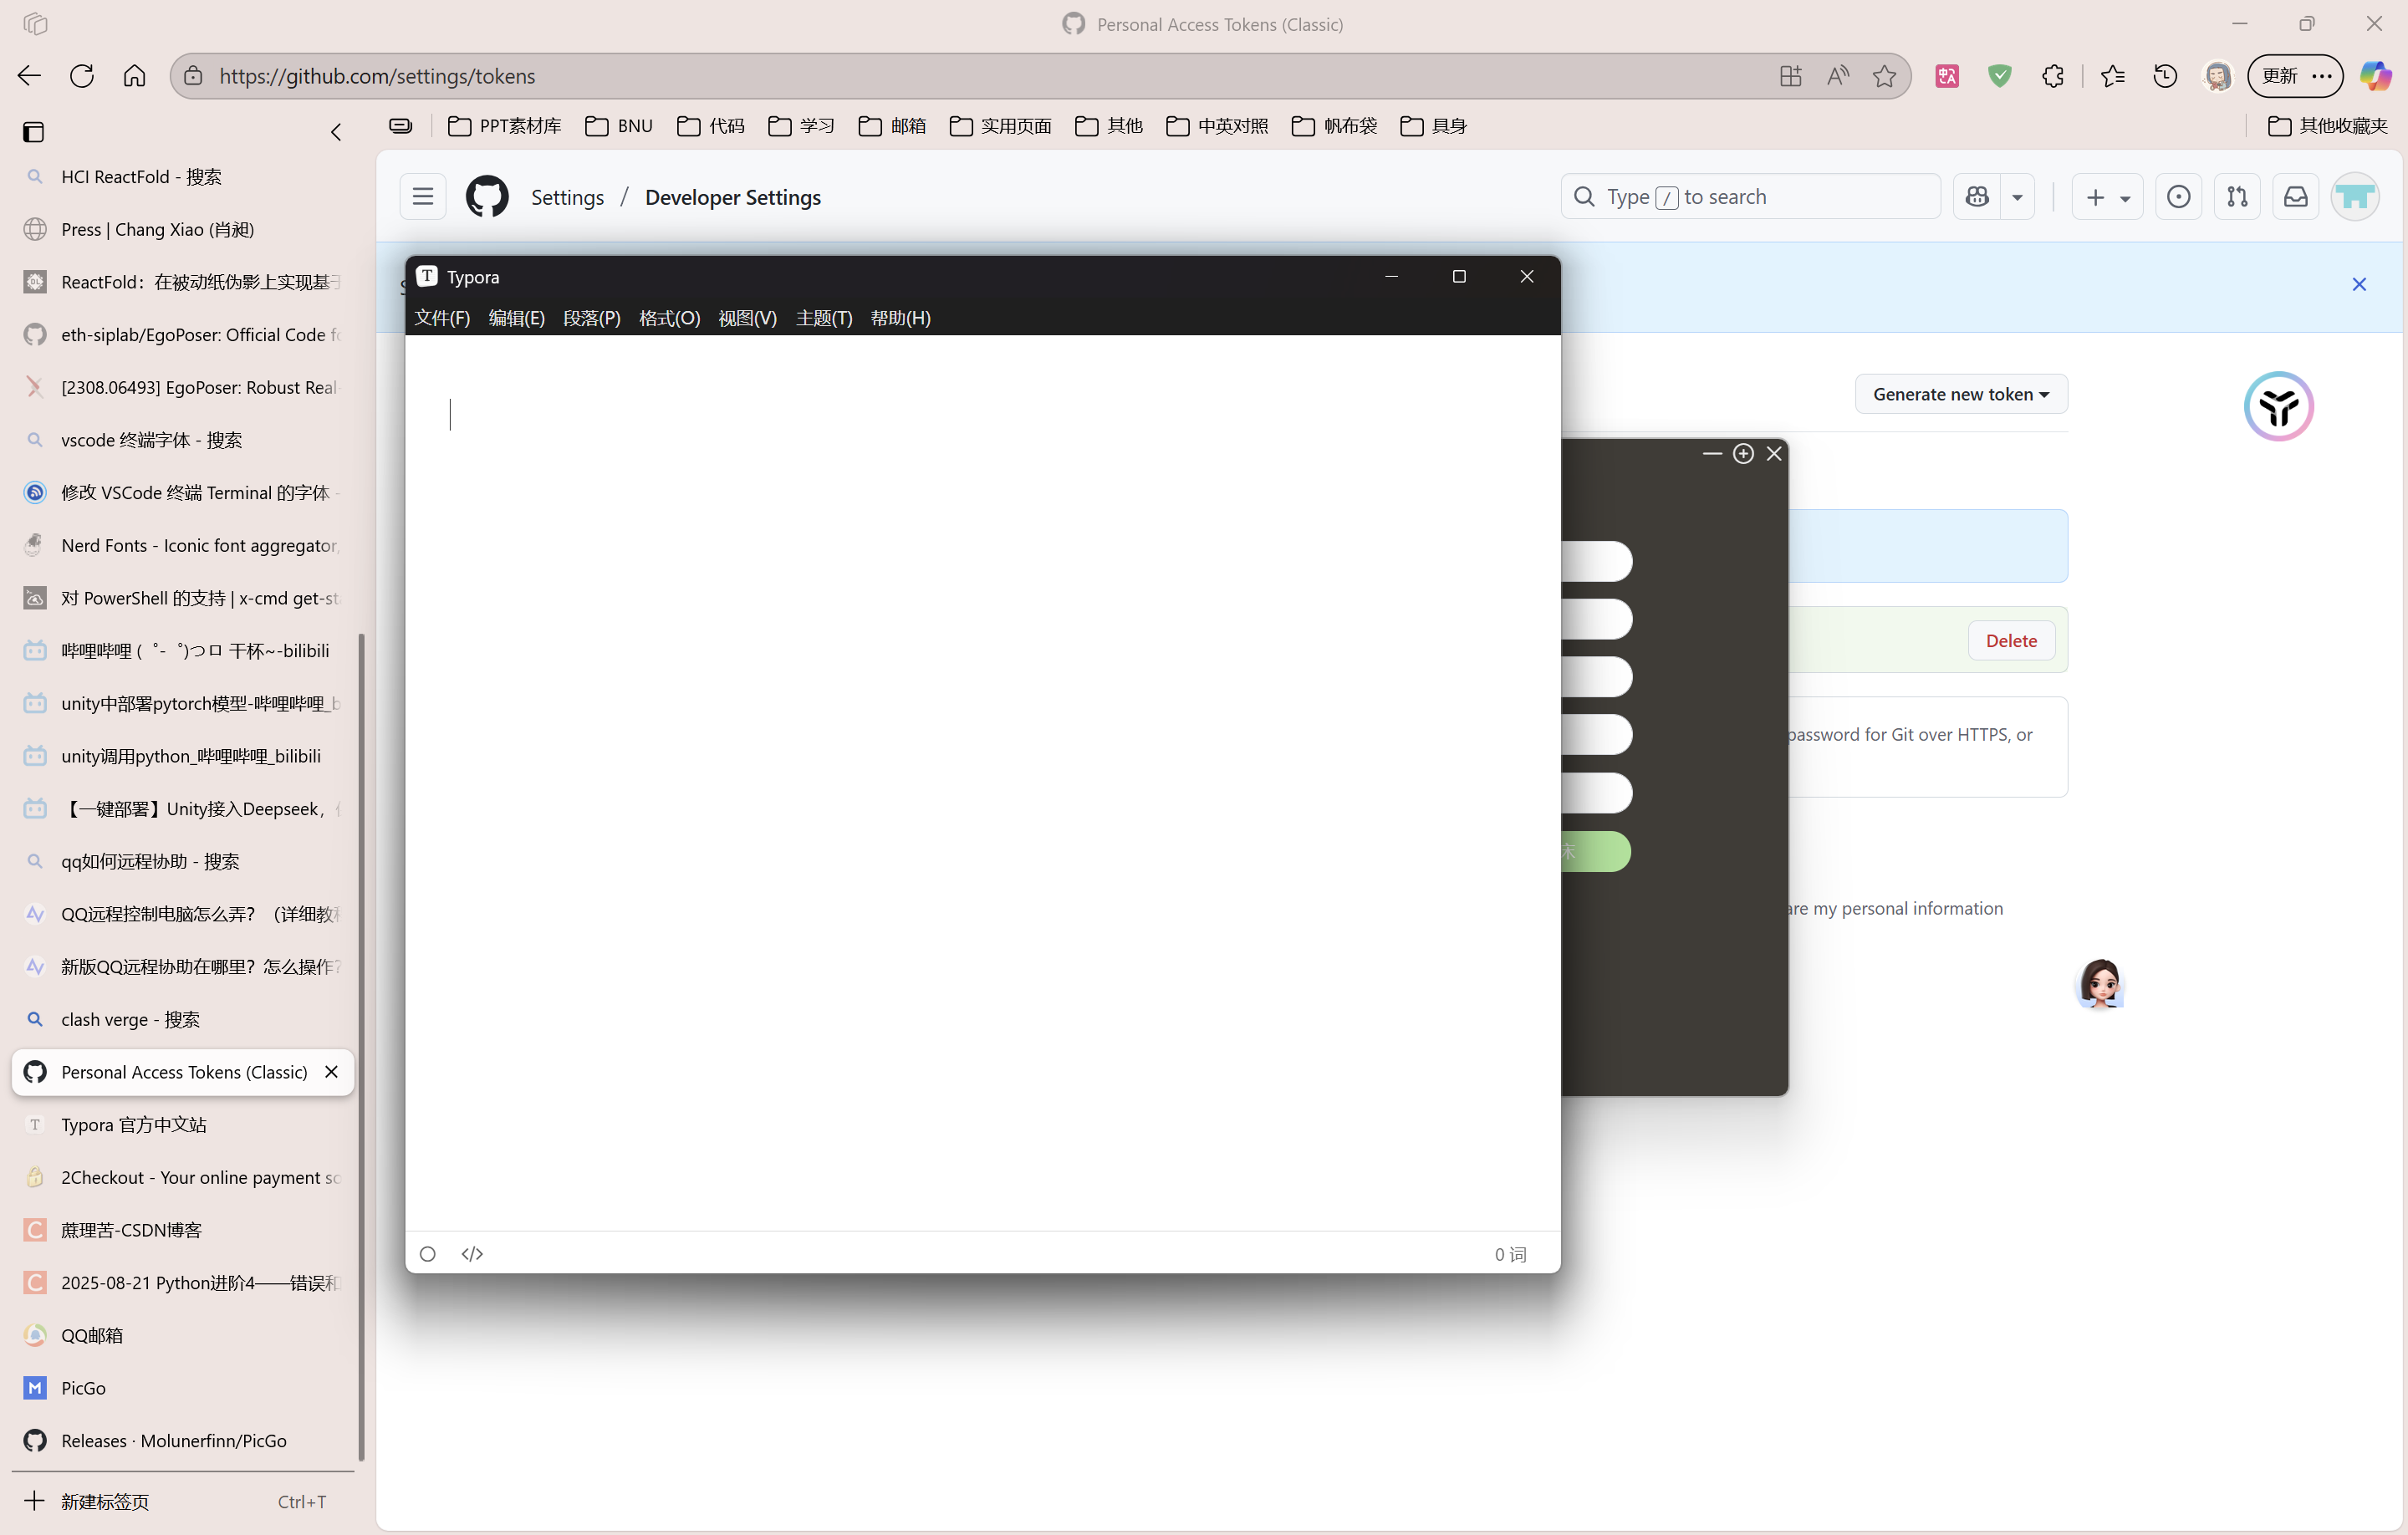 Personal Access Tokens (Classic)
https://github.com/settings/tokens
更新
PPT素材库
BNU
代码
学习
邮箱
实用页面
其他
中英对照
帆布袋
具身
其他收藏夹
HCI ReactFold - 搜索
Press | Chang Xiao (肖昶)
ReactFold：在被动纸伪影上实现基于
eth-siplab/EgoPoser: Official Code fo
[2308.06493] EgoPoser: Robust Real-
vscode 终端字体 - 搜索
修改 VSCode 终端 Terminal 的字体 -
Nerd Fonts - Iconic font aggregator,
对 PowerShell 的支持 | x-cmd get-sta
哔哩哔哩 (゜-゜)つロ 干杯~-bilibili
unity中部署pytorch模型-哔哩哔哩_b
unity调用python_哔哩哔哩_bilibili
【一键部署】Unity接入Deepseek，
qq如何远程协助 - 搜索
QQ远程控制电脑怎么弄？（详细教程
新版QQ远程协助在哪里？怎么操作？
clash verge - 搜索
Personal Access Tokens (Classic)
Typora 官方中文站
2Checkout - Your online payment so
蔗理苦-CSDN博客
2025-08-21 Python进阶4——错误和
QQ邮箱
PicGo
Releases · Molunerfinn/PicGo
新建标签页 Ctrl+T
Settings / Developer Settings
Type / to search
Typora
文件(F) 编辑(E) 段落(P) 格式(O) 视图(V) 主题(T) 帮助(H)
0 词
Generate new token
Delete
password for Git over HTTPS, or
are my personal information